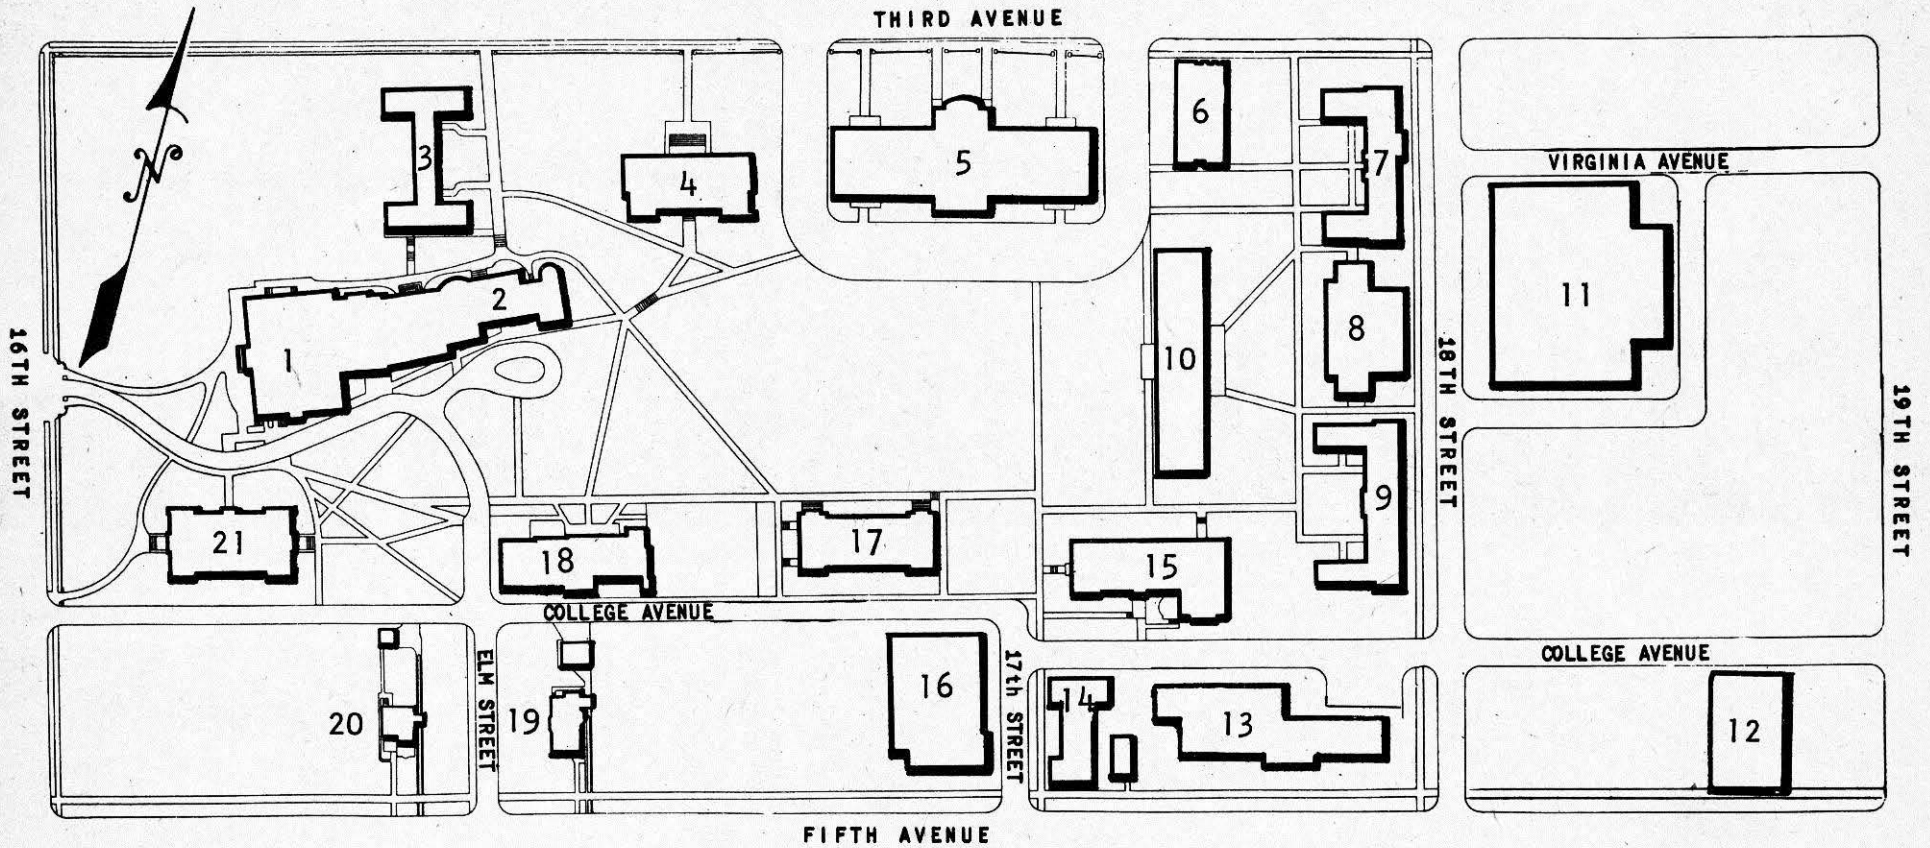 THIRD AVENUE
N
3
4
5
6
7
VIRGINIA AVENUE
2
1
8
10
11
16TH STREET
18TH STREET
19TH STREET
9
21
18
17
15
COLLEGE AVENUE
COLLEGE AVENUE
20
ELM STREET
19
16
17th STREET
14
13
12
FIFTH AVENUE